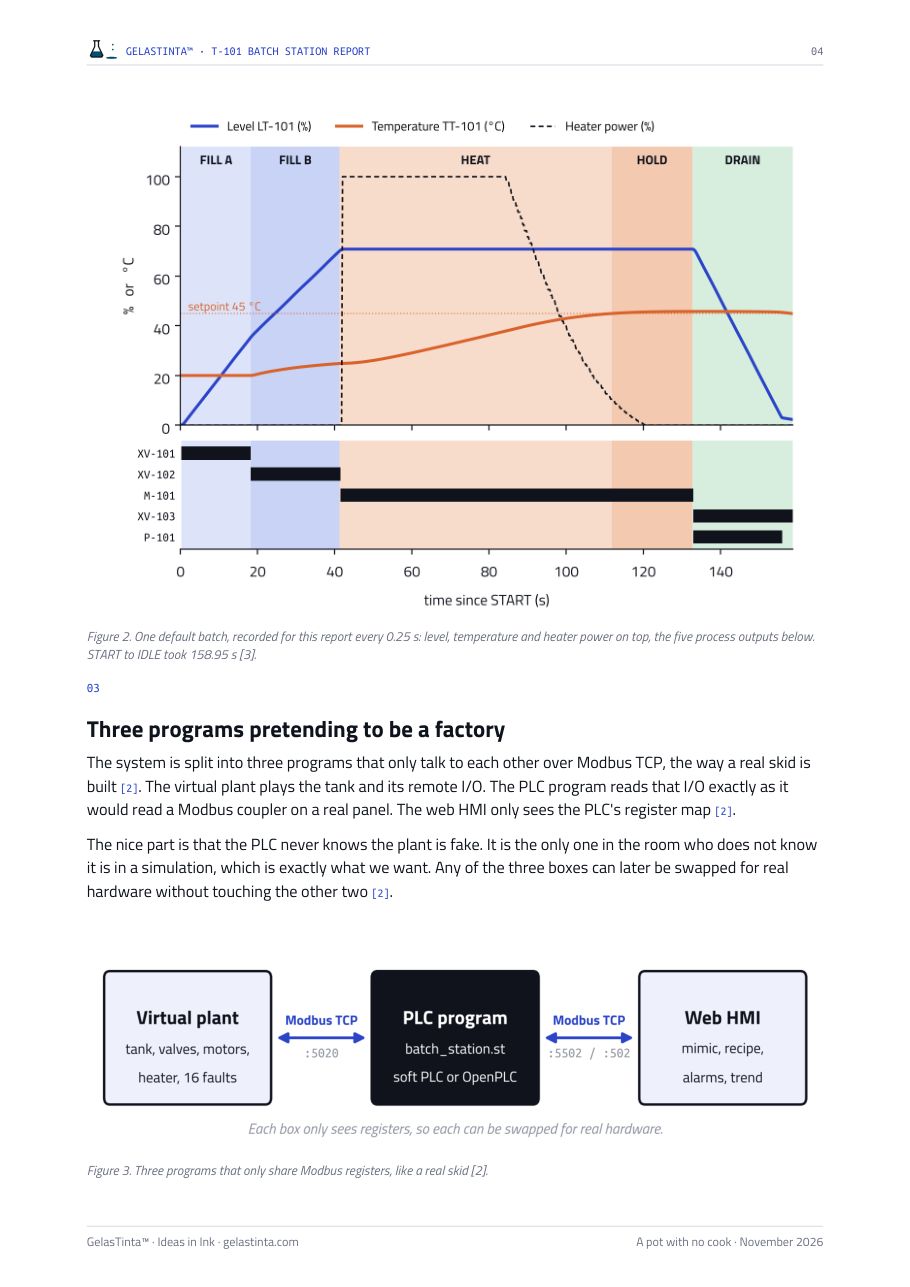 GELASTINTA™ · T-101 BATCH STATION REPORT
04
Level LT-101 (%)
Temperature TT-101 (°C)
Heater power (%)
FILL A
FILL B
HEAT
HOLD
DRAIN
% or °C
100
80
60
40
20
0
setpoint 45 °C
XV-101
XV-102
M-101
XV-103
P-101
0
20
40
60
80
100
120
140
time since START (s)
Figure 2. One default batch, recorded for this report every 0.25 s: level, temperature and heater power on top, the five process outputs below.
START to IDLE took 158.95 s [3].
03
Three programs pretending to be a factory
The system is split into three programs that only talk to each other over Modbus TCP, the way a real skid is
built [2]. The virtual plant plays the tank and its remote I/O. The PLC program reads that I/O exactly as it
would read a Modbus coupler on a real panel. The web HMI only sees the PLC's register map [2].
The nice part is that the PLC never knows the plant is fake. It is the only one in the room who does not know
it is in a simulation, which is exactly what we want. Any of the three boxes can later be swapped for real
hardware without touching the other two [2].
Virtual plant
tank, valves, motors,
heater, 16 faults
Modbus TCP
:5020
PLC program
batch_station.st
soft PLC or OpenPLC
Modbus TCP
:5502 / :502
Web HMI
mimic, recipe,
alarms, trend
Each box only sees registers, so each can be swapped for real hardware.
Figure 3. Three programs that only share Modbus registers, like a real skid [2].
GelasTinta™ · Ideas in Ink · gelastinta.com
A pot with no cook · November 2026